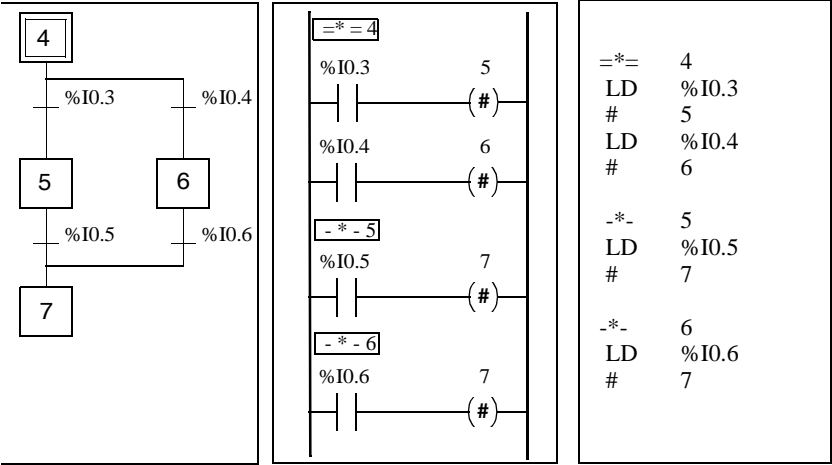 4
%I0.3 %I0.4
5 6
%I0.5 %I0.6
7
=* = 4
%I0.3 5
(#)
%I0.4 6
(#)
- * - 5
%I0.5 7
(#)
- * - 6
%I0.6 7
(#)
=*= 4
LD %I0.3
# 5
LD %I0.4
# 6
-*- 5
LD %I0.5
# 7
-*- 6
LD %I0.6
# 7